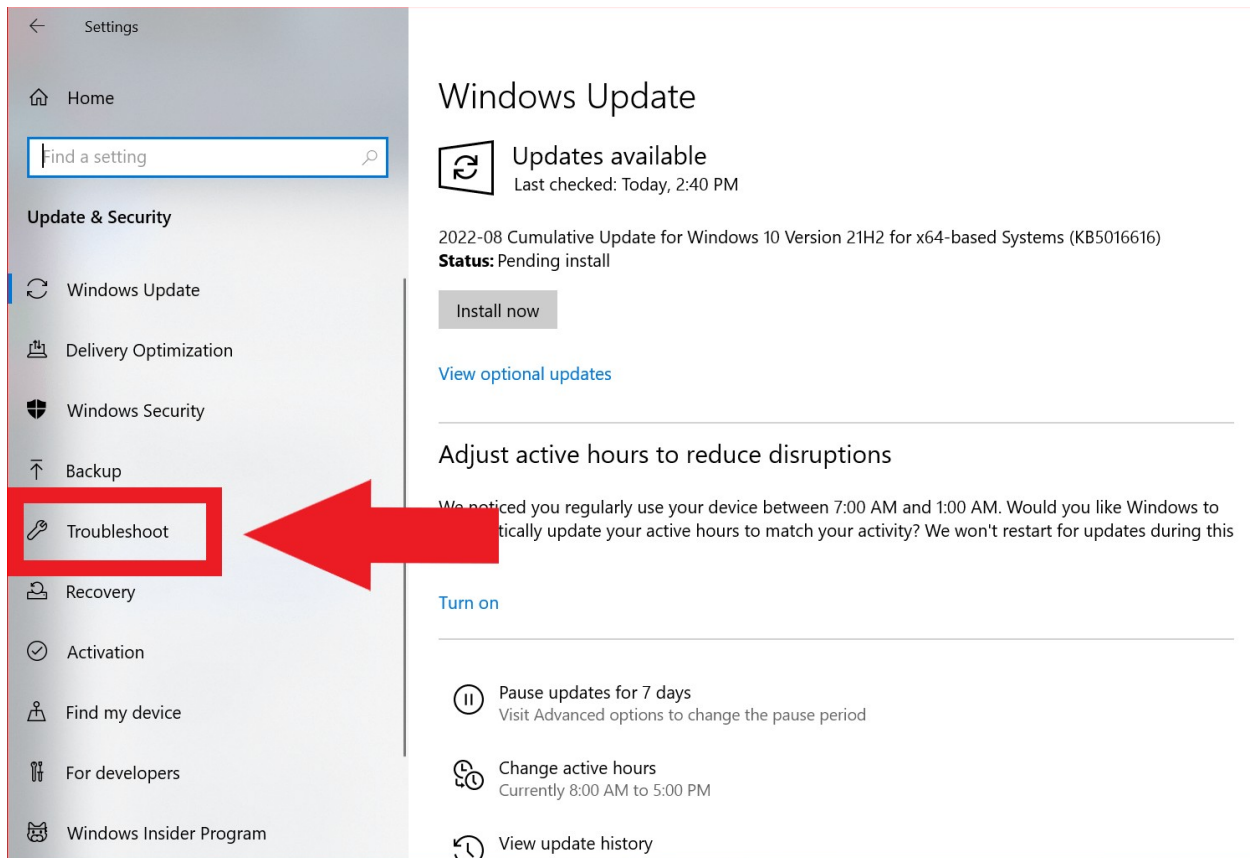 Settings
Home
Find a setting
Update & Security
Windows Update
Delivery Optimization
Windows Security
Backup
Troubleshoot
Recovery
Activation
Find my device
For developers
Windows Insider Program
Windows Update
Updates available
Last checked: Today, 2:40 PM
2022-08 Cumulative Update for Windows 10 Version 21H2 for x64-based Systems (KB5016616)
Status: Pending install
Install now
View optional updates
Adjust active hours to reduce disruptions
We noticed you regularly use your device between 7:00 AM and 1:00 AM. Would you like Windows to
tically update your active hours to match your activity? We won't restart for updates during this
Turn on
Pause updates for 7 days
Visit Advanced options to change the pause period
Change active hours
Currently 8:00 AM to 5:00 PM
View update history